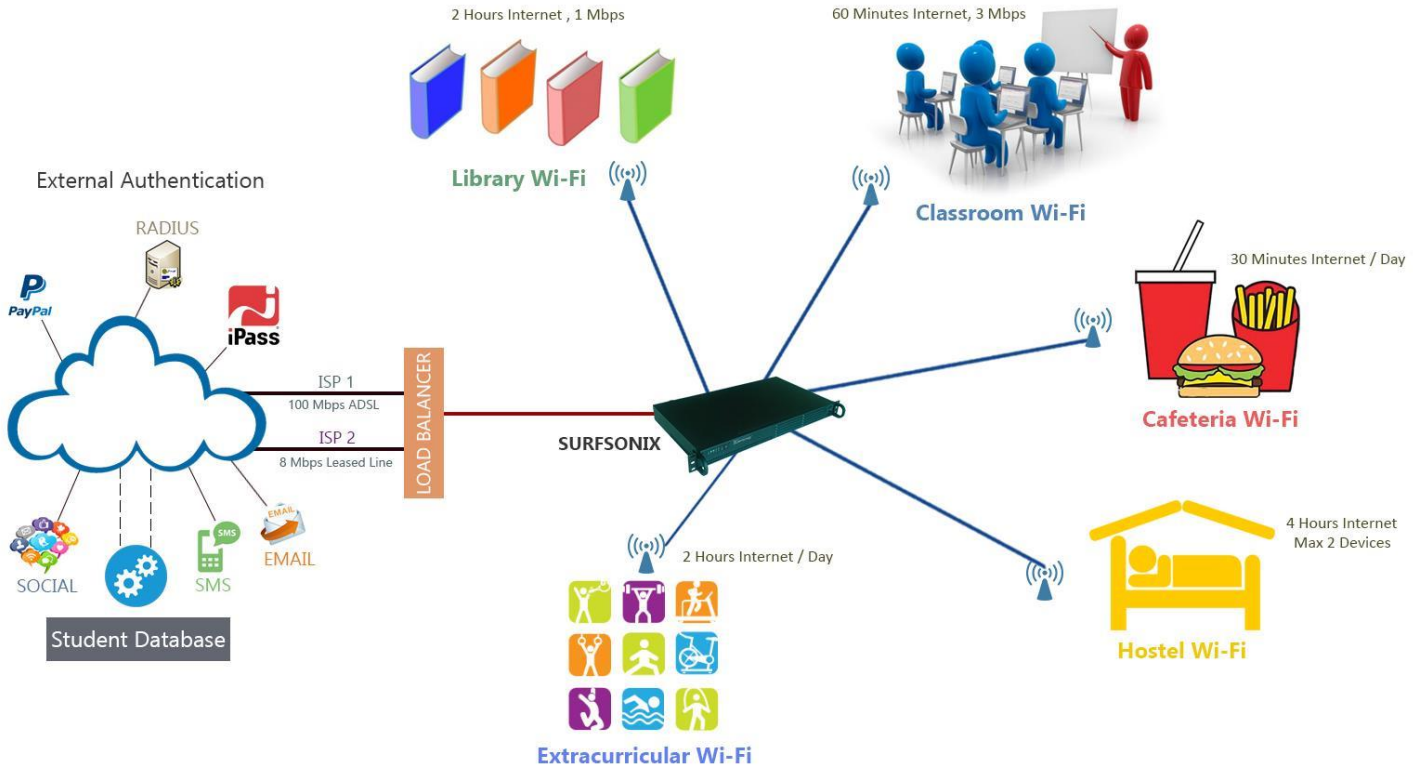 2 Hours Internet , 1 Mbps
60 Minutes Internet, 3 Mbps
Library Wi-Fi
Classroom Wi-Fi
External Authentication
RADIUS
PayPal
iPass
30 Minutes Internet / Day
Cafeteria Wi-Fi
ISP 1
100 Mbps ADSL
ISP 2
8 Mbps Leased Line
LOAD BALANCER
SURFSONIX
EMAIL
SMS
SOCIAL
SMS
EMAIL
Student Database
2 Hours Internet / Day
4 Hours Internet
Max 2 Devices
Hostel Wi-Fi
Extracurricular Wi-Fi